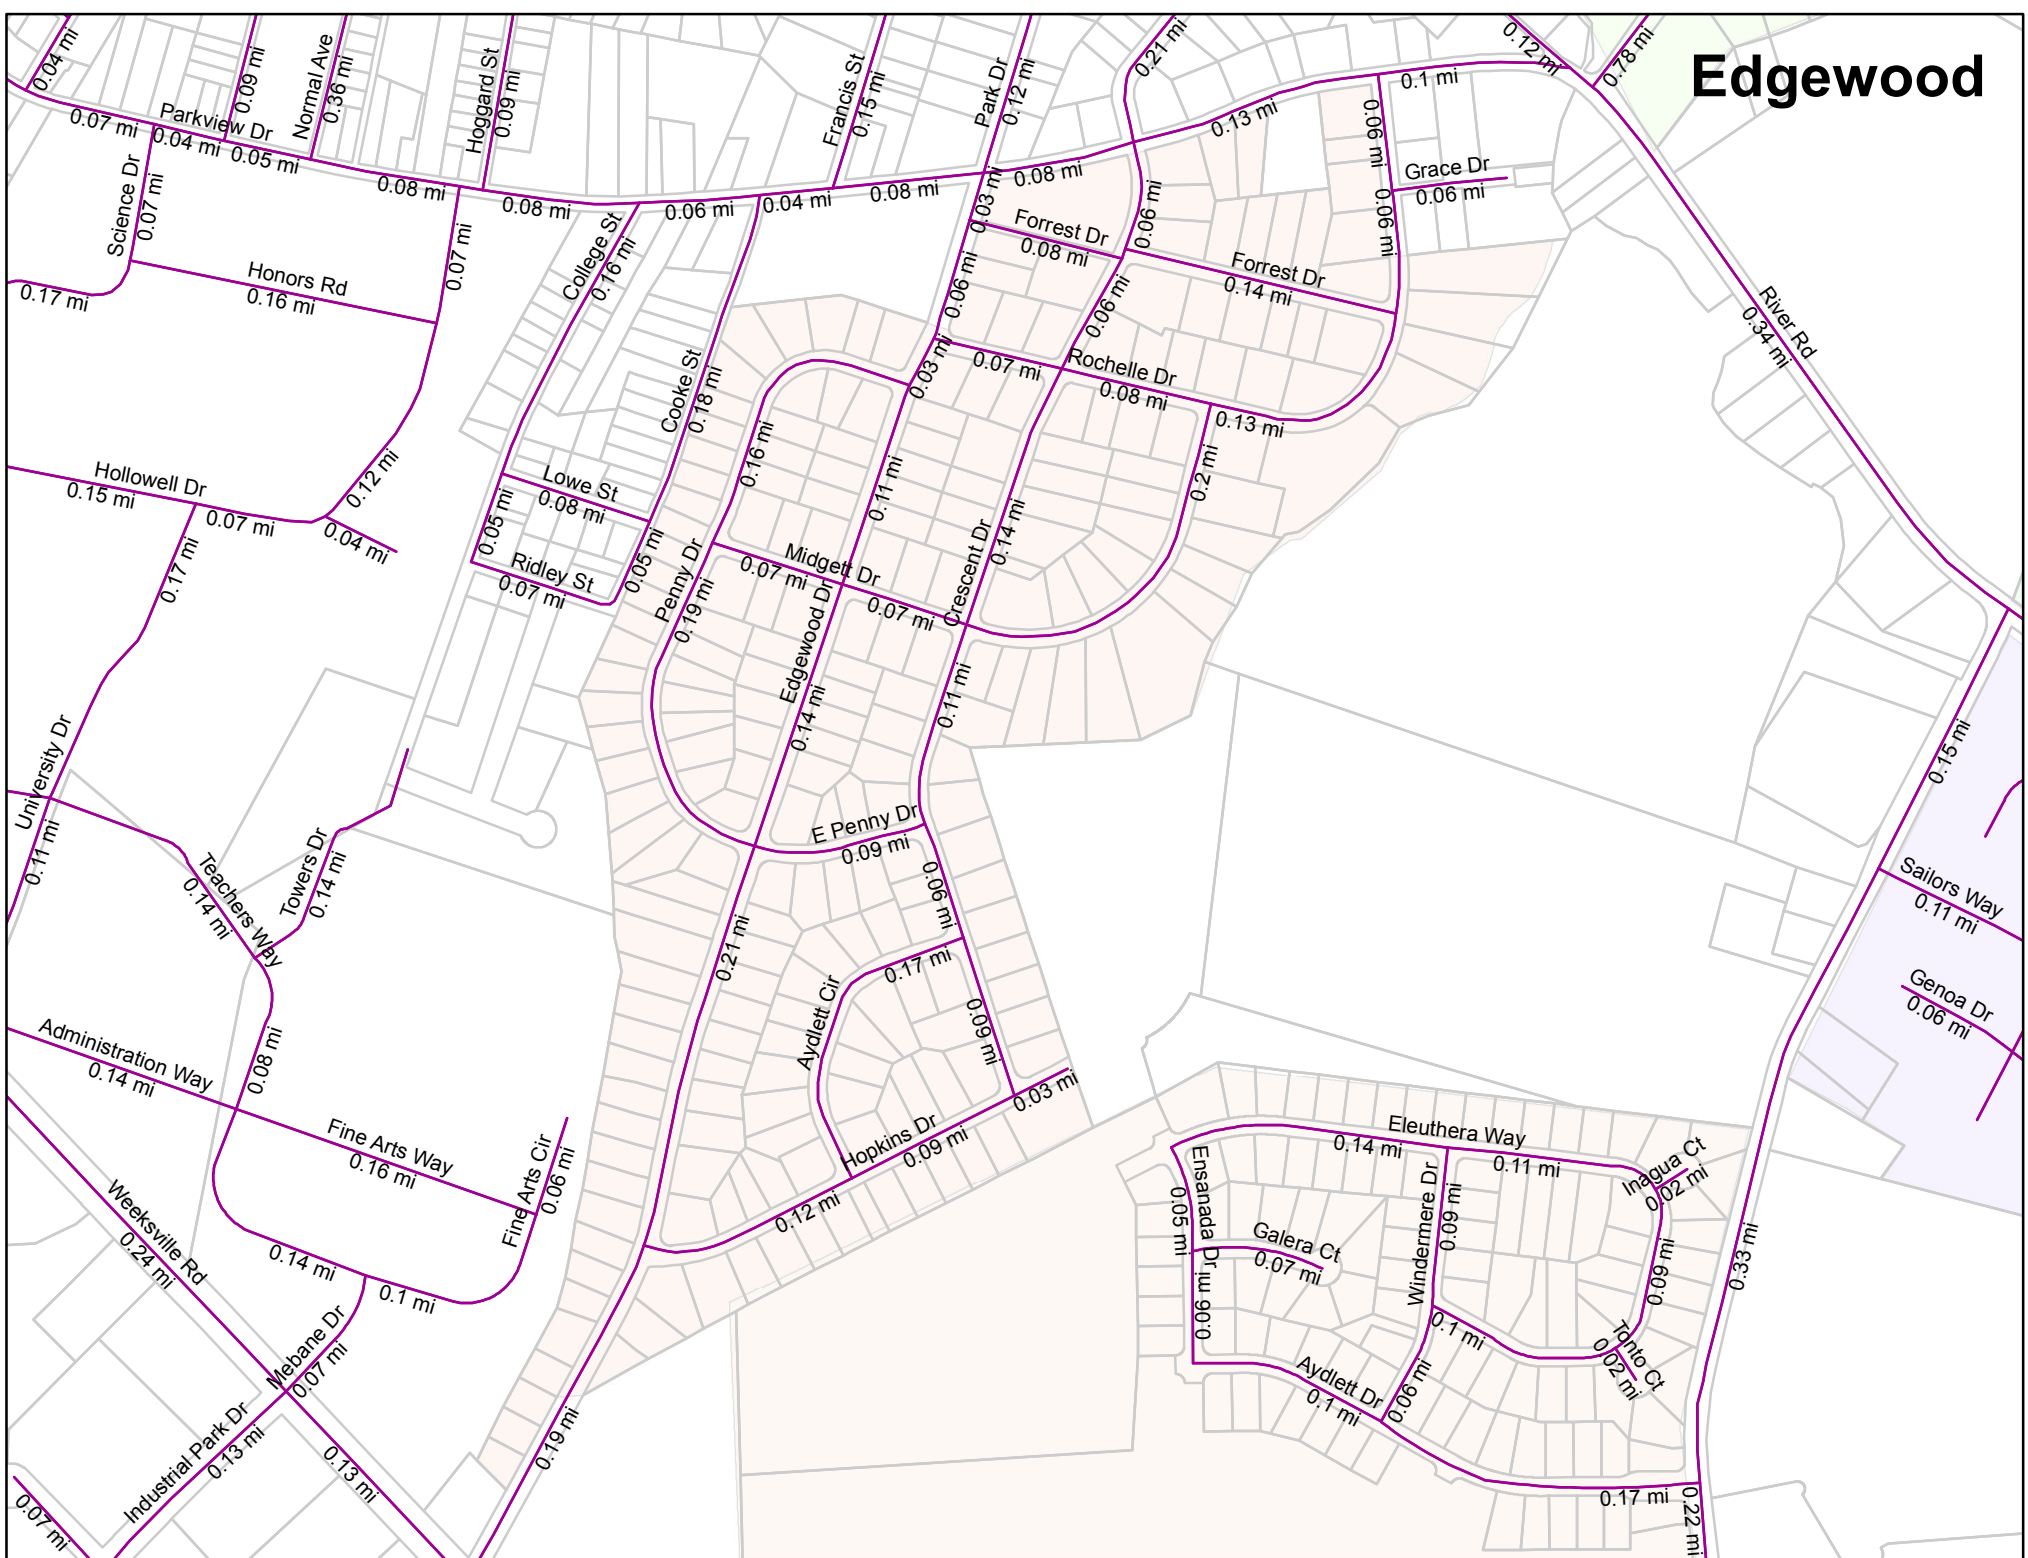 Edgewood
0.04 mi
0.09 mi
Normal Ave
0.36 mi
Hoggard St
0.09 mi
Francis St
0.15 mi
Park Dr
0.12 mi
0.21 mi
0.12 mi
0.78 mi
0.1 mi
0.13 mi
0.07 mi
Parkview Dr
0.04 mi
0.05 mi
0.08 mi
0.08 mi
0.06 mi
0.04 mi
0.08 mi
0.08 mi
0.06 mi
Grace Dr
0.06 mi
0.06 mi
Science Dr
0.07 mi
0.07 mi
0.17 mi
Honors Rd
0.16 mi
College St
0.16 mi
0.03 mi
Forrest Dr
0.08 mi
0.06 mi
Forrest Dr
0.14 mi
0.06 mi
0.06 mi
River Rd
0.34 mi
Cooke St
0.18 mi
0.03 mi
0.07 mi
Rochelle Dr
0.08 mi
0.13 mi
0.2 mi
Hollowell Dr
0.15 mi
0.07 mi
0.12 mi
0.04 mi
Lowe St
0.08 mi
0.05 mi
0.05 mi
Ridley St
0.07 mi
0.16 mi
0.11 mi
Crescent Dr
0.14 mi
Penny Dr
0.19 mi
Midgett Dr
0.07 mi
0.07 mi
0.17 mi
Edgewood Dr
0.14 mi
0.11 mi
University Dr
0.11 mi
0.15 mi
E Penny Dr
0.09 mi
0.06 mi
Teachers Way
0.14 mi
Towers Dr
0.14 mi
Sailors Way
0.11 mi
0.21 mi
0.17 mi
Aydlett Cir
0.09 mi
Genoa Dr
0.06 mi
Administration Way
0.14 mi
0.08 mi
0.03 mi
Hopkins Dr
0.09 mi
0.12 mi
Fine Arts Way
0.16 mi
Fine Arts Cir
0.06 mi
Eleuthera Way
0.14 mi
0.11 mi
Inagua Ct
0.02 mi
Ensanada Dr
0.05 mi
0.06 mi
Galera Ct
0.07 mi
Windermere Dr
0.09 mi
0.09 mi
0.33 mi
Weeksville Rd
0.24 mi
0.14 mi
0.1 mi
Mebane Dr
0.07 mi
0.1 mi
Tonto Ct
0.02 mi
Aydlett Dr
0.1 mi
0.06 mi
Industrial Park Dr
0.13 mi
0.13 mi
0.19 mi
0.07 mi
0.17 mi
0.22 mi